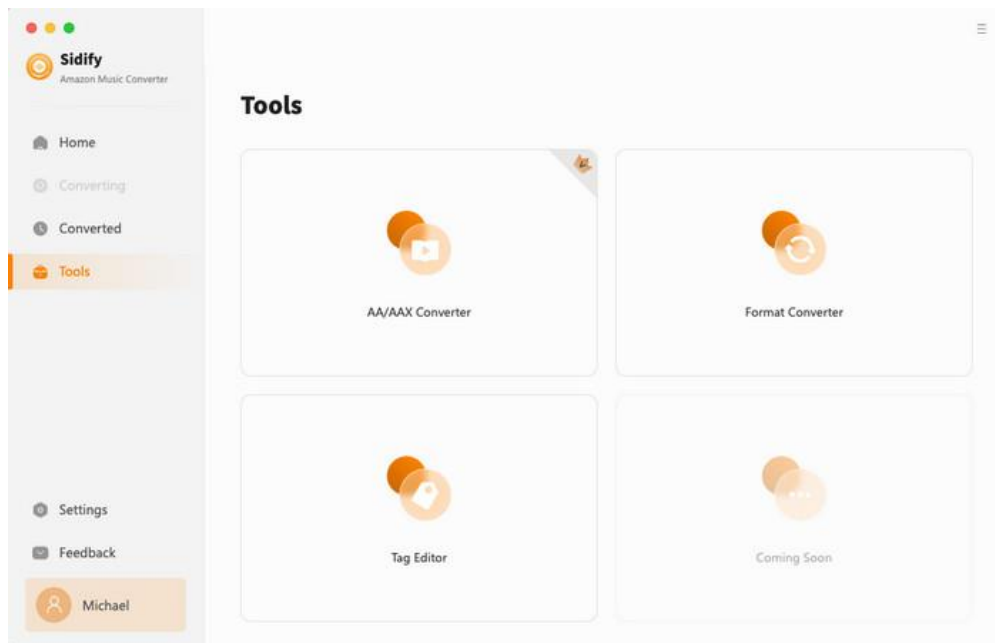 Sidify
Amazon Music Converter
Home
Converting
Converted
Tools
Settings
Feedback
Michael
Tools
AA/AAX Converter
Format Converter
Tag Editor
Coming Soon